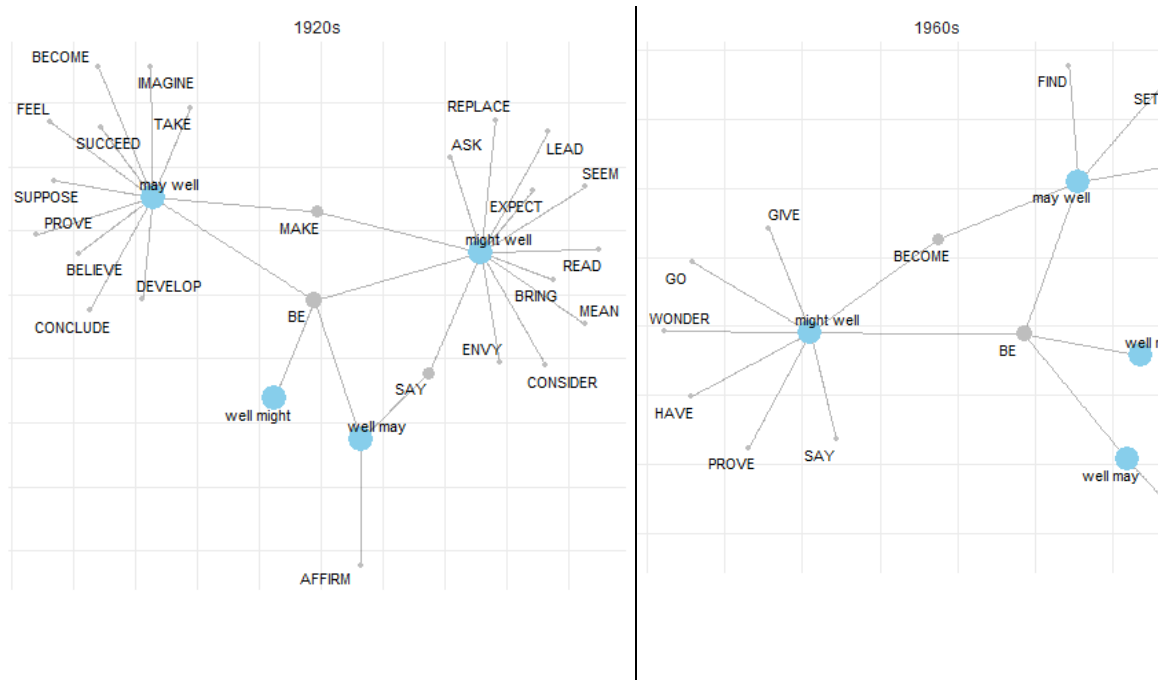 1920s
BECOME
IMAGINE
FEEL
TAKE
SUCCEED
may well
SUPPOSE
PROVE
BELIEVE
DEVELOP
CONCLUDE
MAKE
BE
REPLACE
ASK
LEAD
SEEM
EXPECT
might well
READ
BRING
MEAN
ENVY
CONSIDER
SAY
well might
well may
AFFIRM
1960s
FIND
SET
may well
GIVE
BECOME
GO
WONDER
might well
BE
well
HAVE
PROVE
SAY
well may